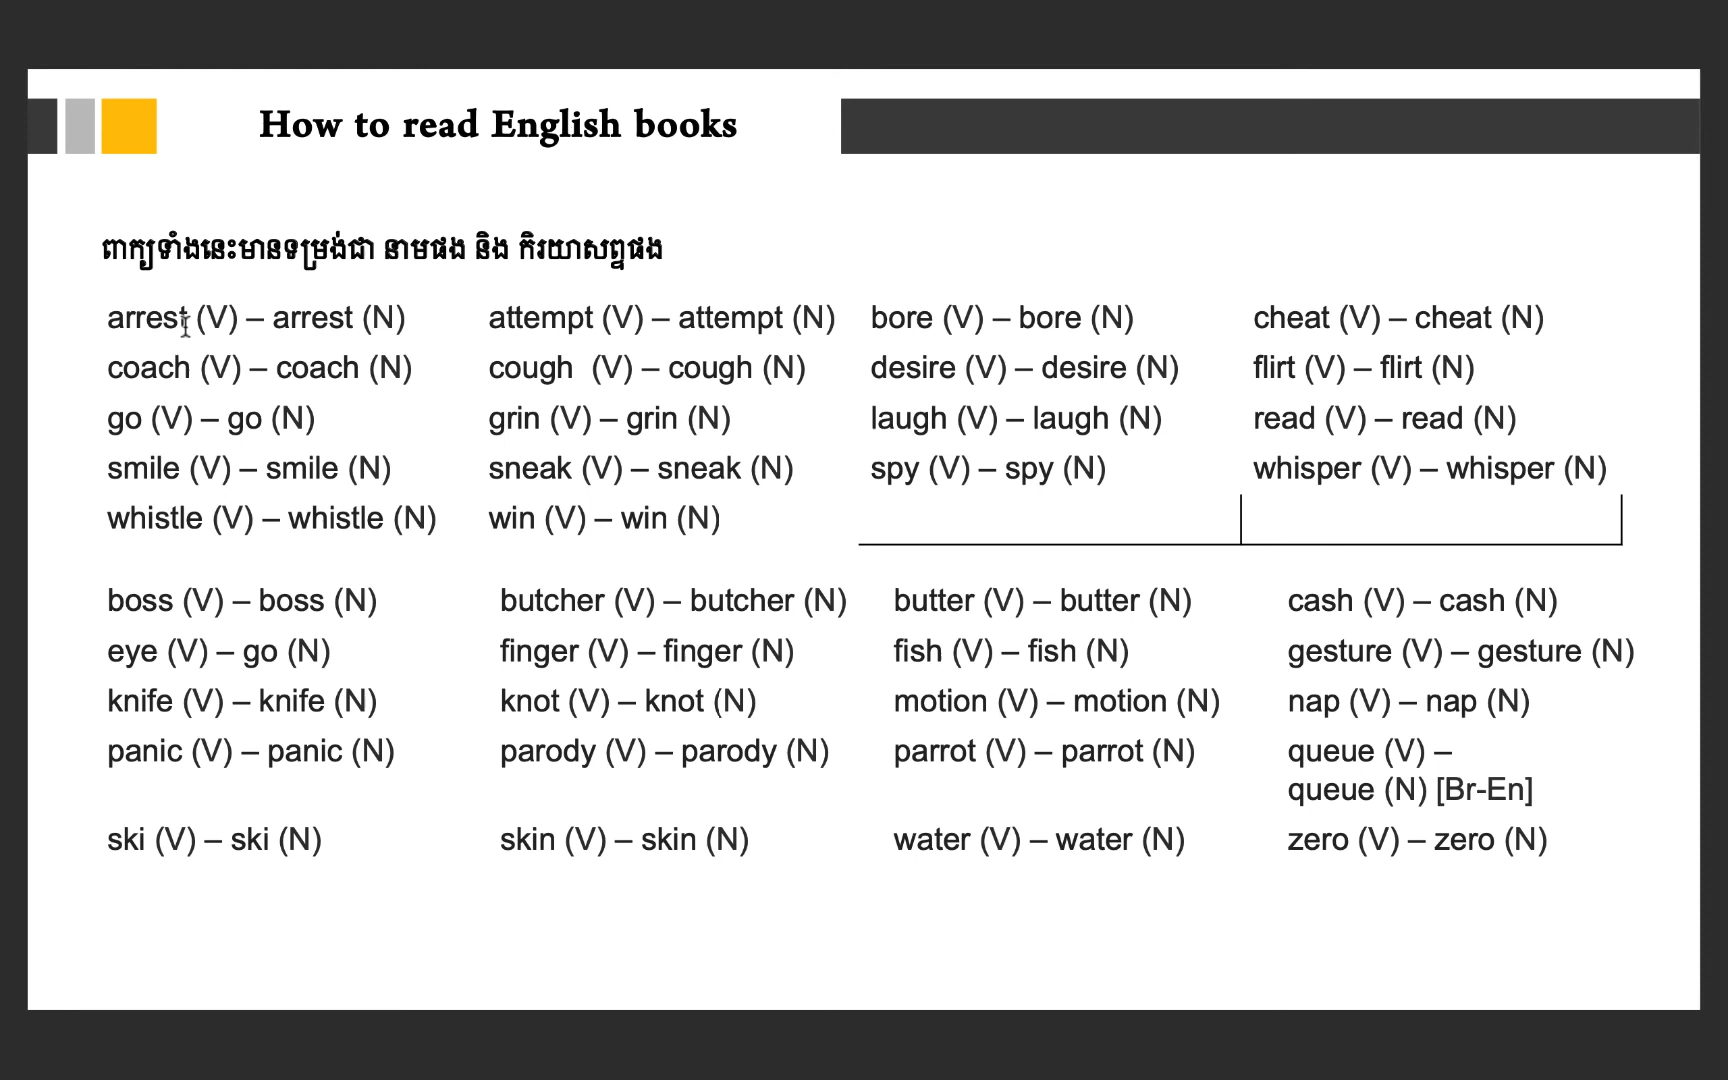 How to read English books
ពាក្យទាំងនេះមានទម្រង់ជា នាមផង និង កិរយាសព្ទផង
arrest (V) – arrest (N) attempt (V) – attempt (N) bore (V) – bore (N) cheat (V) – cheat (N)
coach (V) – coach (N) cough (V) – cough (N) desire (V) – desire (N) flirt (V) – flirt (N)
go (V) – go (N) grin (V) – grin (N) laugh (V) – laugh (N) read (V) – read (N)
smile (V) – smile (N) sneak (V) – sneak (N) spy (V) – spy (N) whisper (V) – whisper (N)
whistle (V) – whistle (N) win (V) – win (N)
boss (V) – boss (N) butcher (V) – butcher (N) butter (V) – butter (N) cash (V) – cash (N)
eye (V) – go (N) finger (V) – finger (N) fish (V) – fish (N) gesture (V) – gesture (N)
knife (V) – knife (N) knot (V) – knot (N) motion (V) – motion (N) nap (V) – nap (N)
panic (V) – panic (N) parody (V) – parody (N) parrot (V) – parrot (N) queue (V) –
queue (N) [Br-En]
ski (V) – ski (N) skin (V) – skin (N) water (V) – water (N) zero (V) – zero (N)